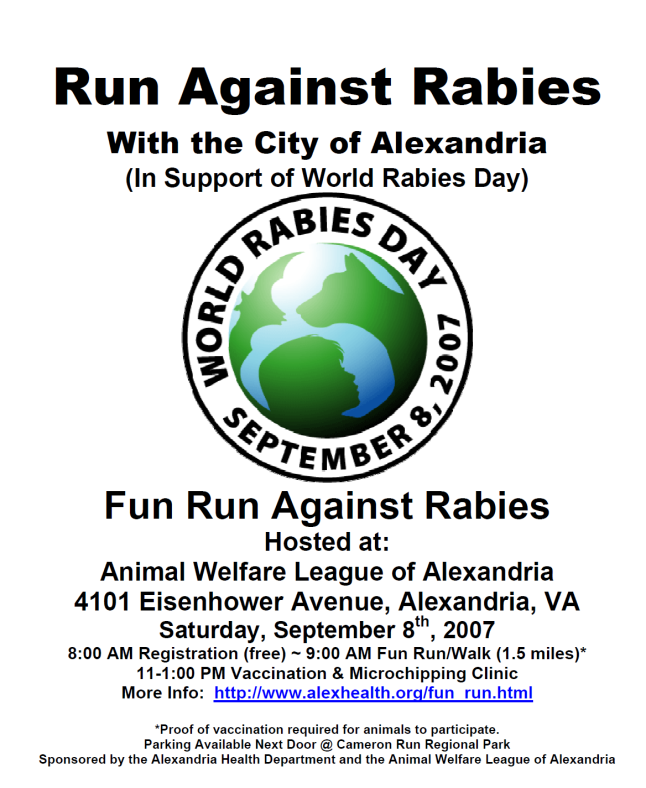 Run Against Rabies
With the City of Alexandria
(In Support of World Rabies Day)
WORLD RABIES DAY
SEPTEMBER 8, 2007
Fun Run Against Rabies
Hosted at:
Animal Welfare League of Alexandria
4101 Eisenhower Avenue, Alexandria, VA
Saturday, September 8th, 2007
8:00 AM Registration (free) ~ 9:00 AM Fun Run/Walk (1.5 miles)*
11-1:00 PM Vaccination & Microchipping Clinic
More Info:  http://www.alexhealth.org/fun_run.html
*Proof of vaccination required for animals to participate.
Parking Available Next Door @ Cameron Run Regional Park
Sponsored by the Alexandria Health Department and the Animal Welfare League of Alexandria